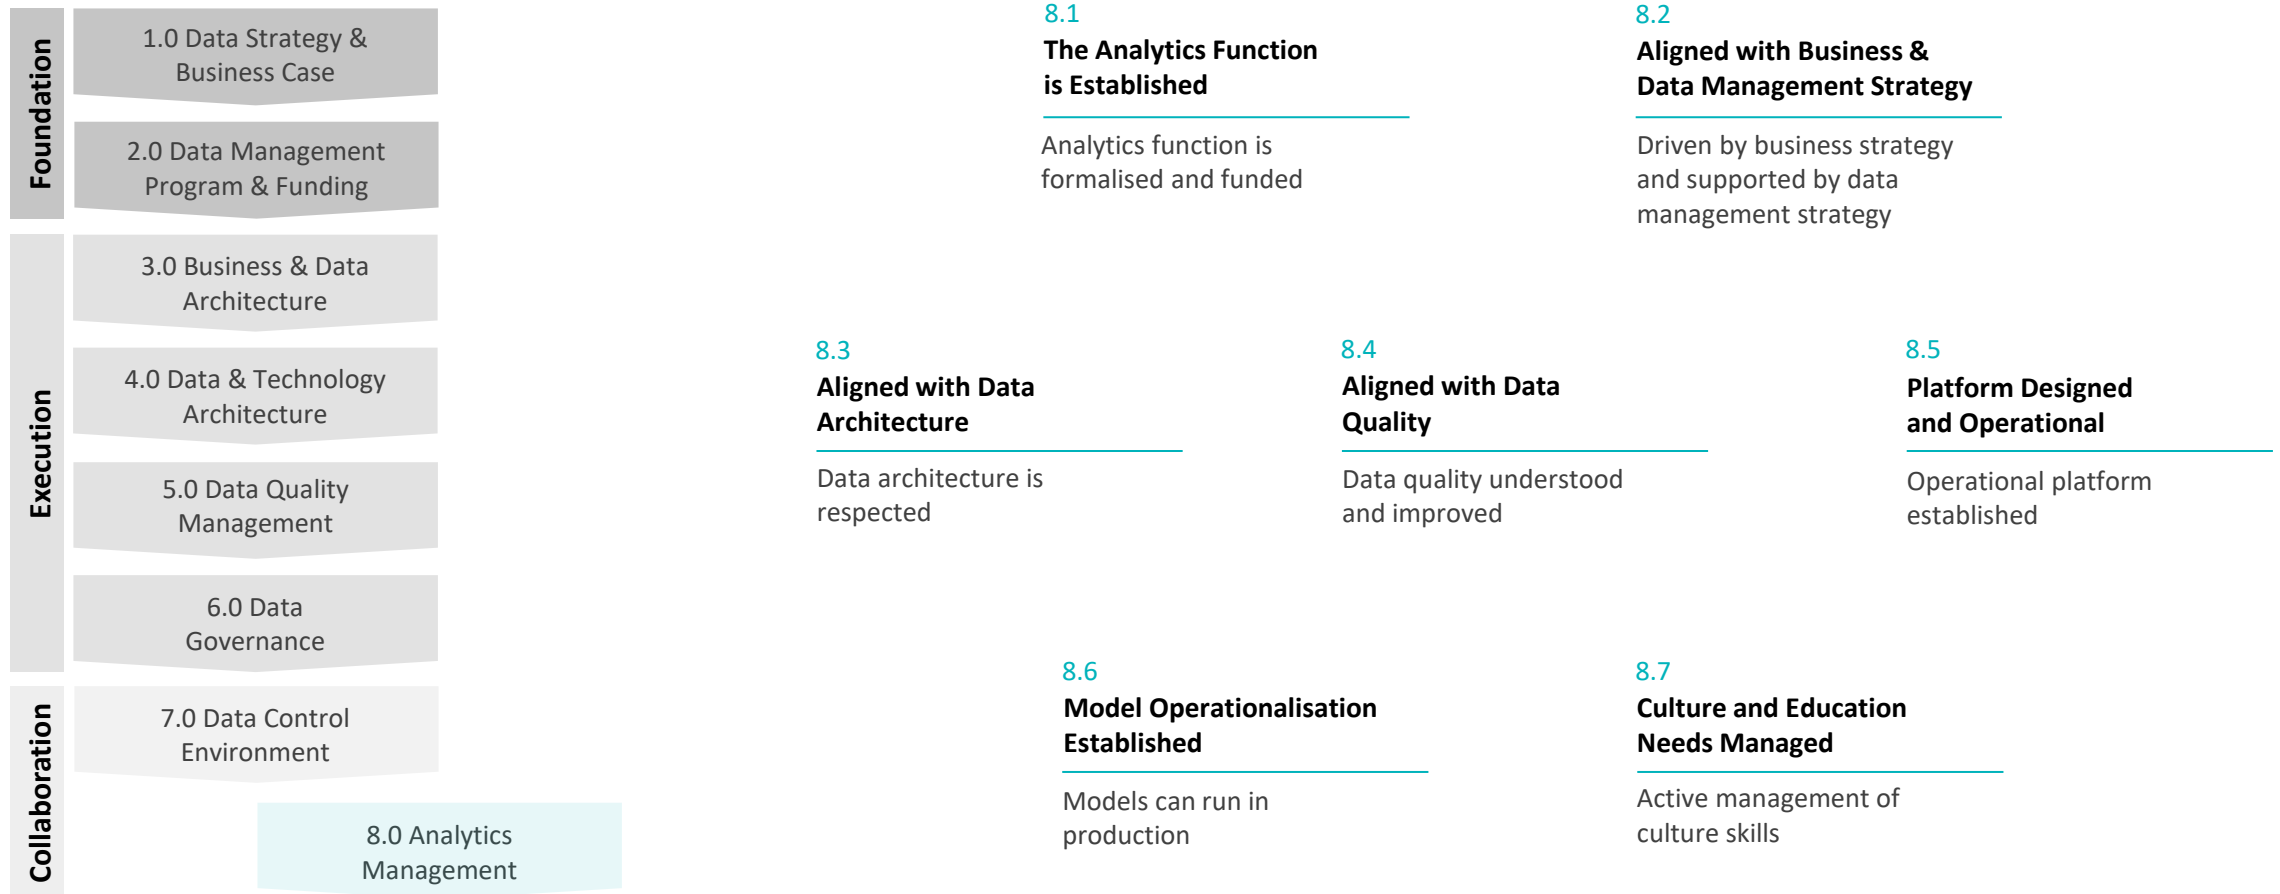 Foundation
1.0 Data Strategy &
Business Case
2.0 Data Management
Program & Funding
Execution
3.0 Business & Data
Architecture
4.0 Data & Technology
Architecture
5.0 Data Quality
Management
6.0 Data
Governance
Collaboration
7.0 Data Control
Environment
8.0 Analytics
Management
8.1
The Analytics Function
is Established
Analytics function is
formalised and funded
8.2
Aligned with Business &
Data Management Strategy
Driven by business strategy
and supported by data
management strategy
8.3
Aligned with Data
Architecture
Data architecture is
respected
8.4
Aligned with Data
Quality
Data quality understood
and improved
8.5
Platform Designed
and Operational
Operational platform
established
8.6
Model Operationalisation
Established
Models can run in
production
8.7
Culture and Education
Needs Managed
Active management of
culture skills